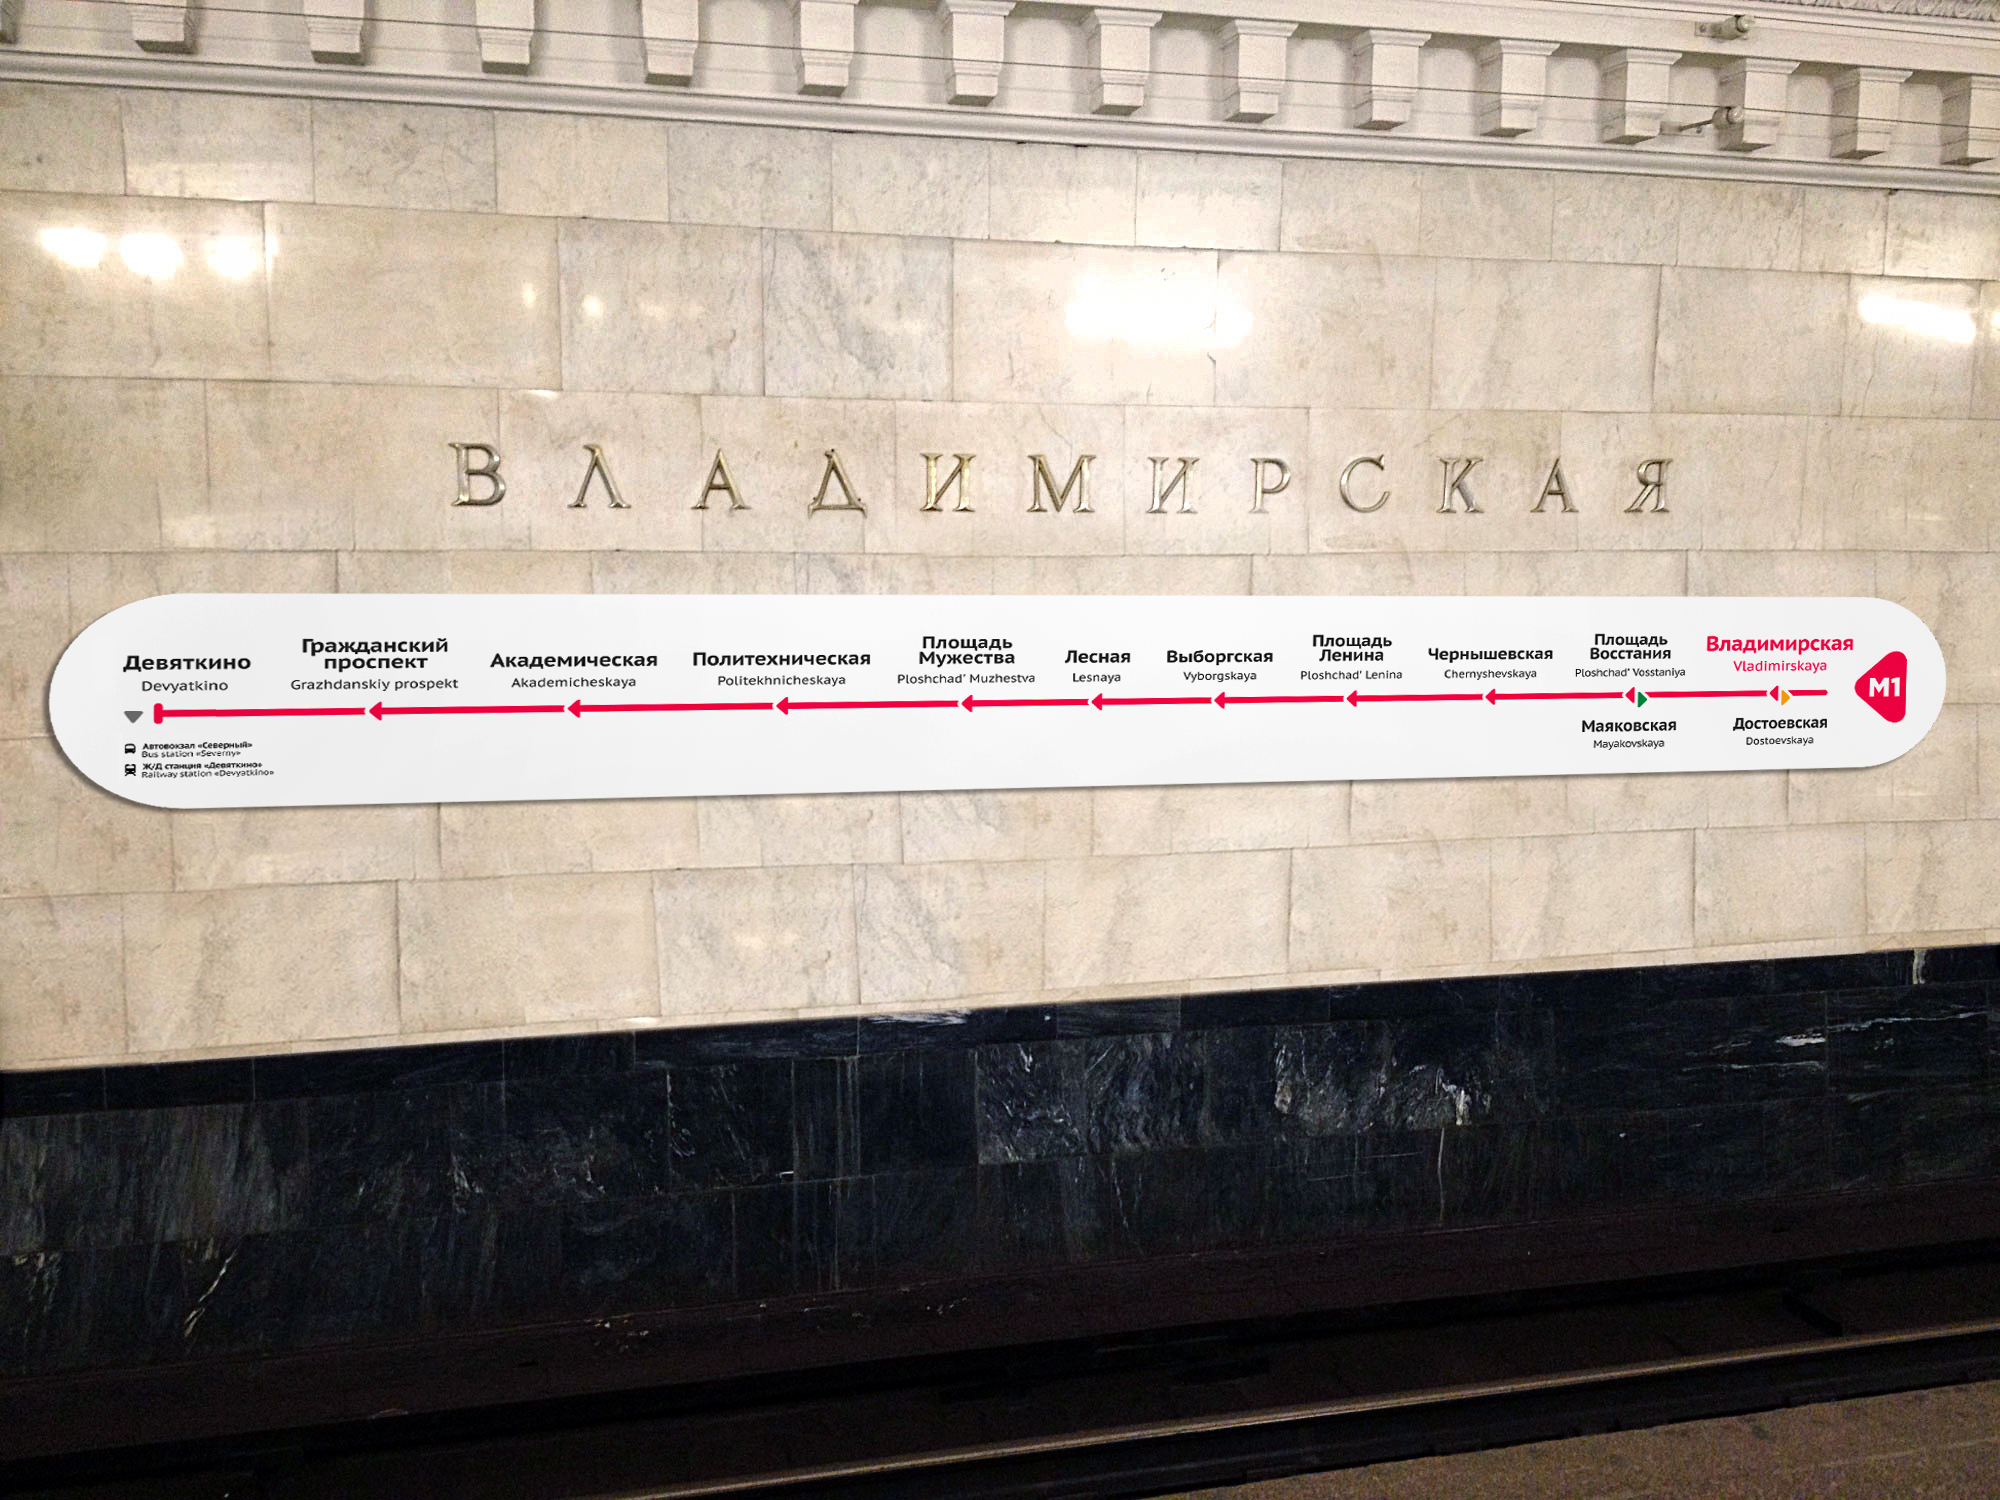 ВЛАДИМИРСКАЯ
Девяткино
Devyatkino
Автовокзал «Северный»
Bus station «Severny»
Ж/Д станция «Девяткино»
Railway station «Devyatkino»
Гражданский
проспект
Grazhdanskiy prospekt
Академическая
Akademicheskaya
Политехническая
Politekhnicheskaya
Площадь
Мужества
Ploshchad' Muzhestva
Лесная
Lesnaya
Выборгская
Vyborgskaya
Площадь
Ленина
Ploshchad' Lenina
Чернышевская
Chernyshevskaya
Площадь
Восстания
Ploshchad' Vosstaniya
Маяковская
Mayakovskaya
Владимирская
Vladimirskaya
Достоевская
Dostoevskaya
М1